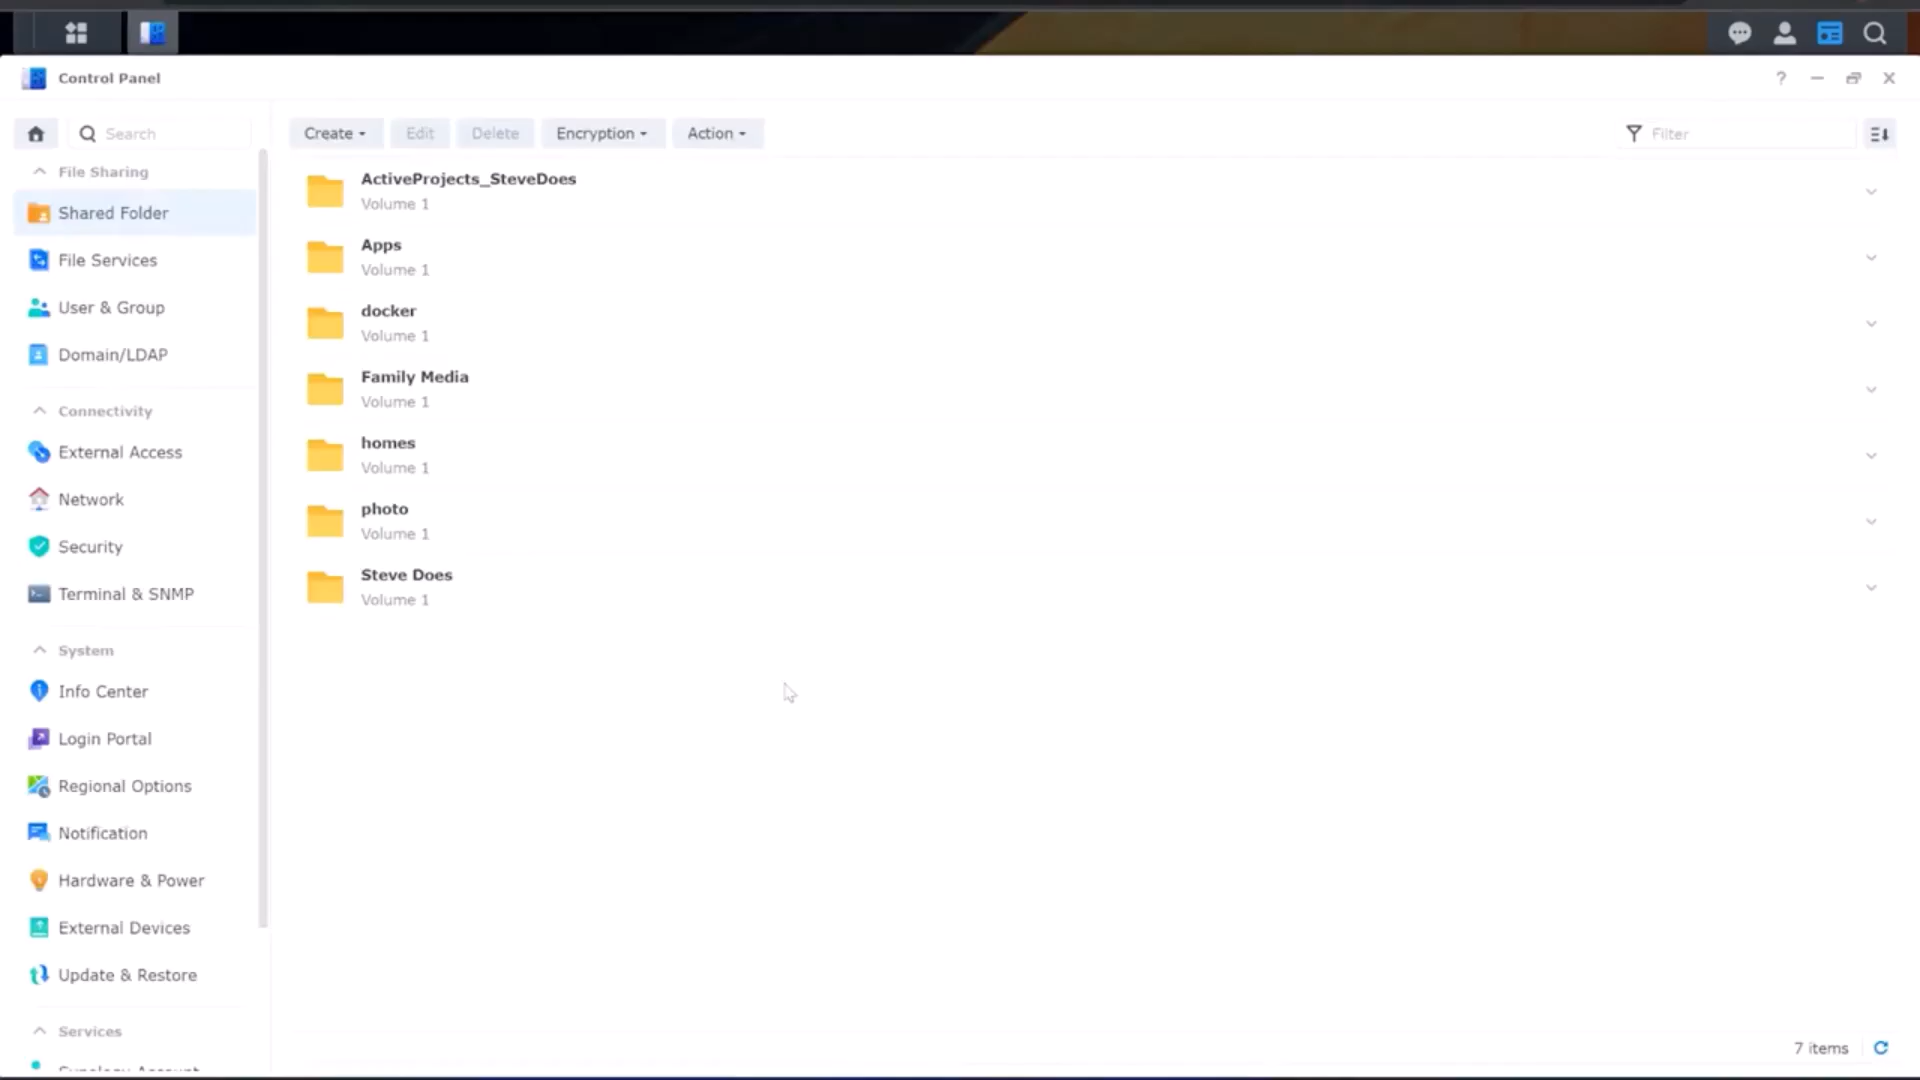 Control Panel
?
Search
Create
Edit
Delete
Encryption
Action
Filter
File Sharing
Shared Folder
File Services
User & Group
Domain/LDAP
Connectivity
External Access
Network
Security
Terminal & SNMP
System
Info Center
Login Portal
Regional Options
Notification
Hardware & Power
External Devices
Update & Restore
Services
Synology Account
ActiveProjects_SteveDoes
Volume 1
Apps
Volume 1
docker
Volume 1
Family Media
Volume 1
homes
Volume 1
photo
Volume 1
Steve Does
Volume 1
7 items